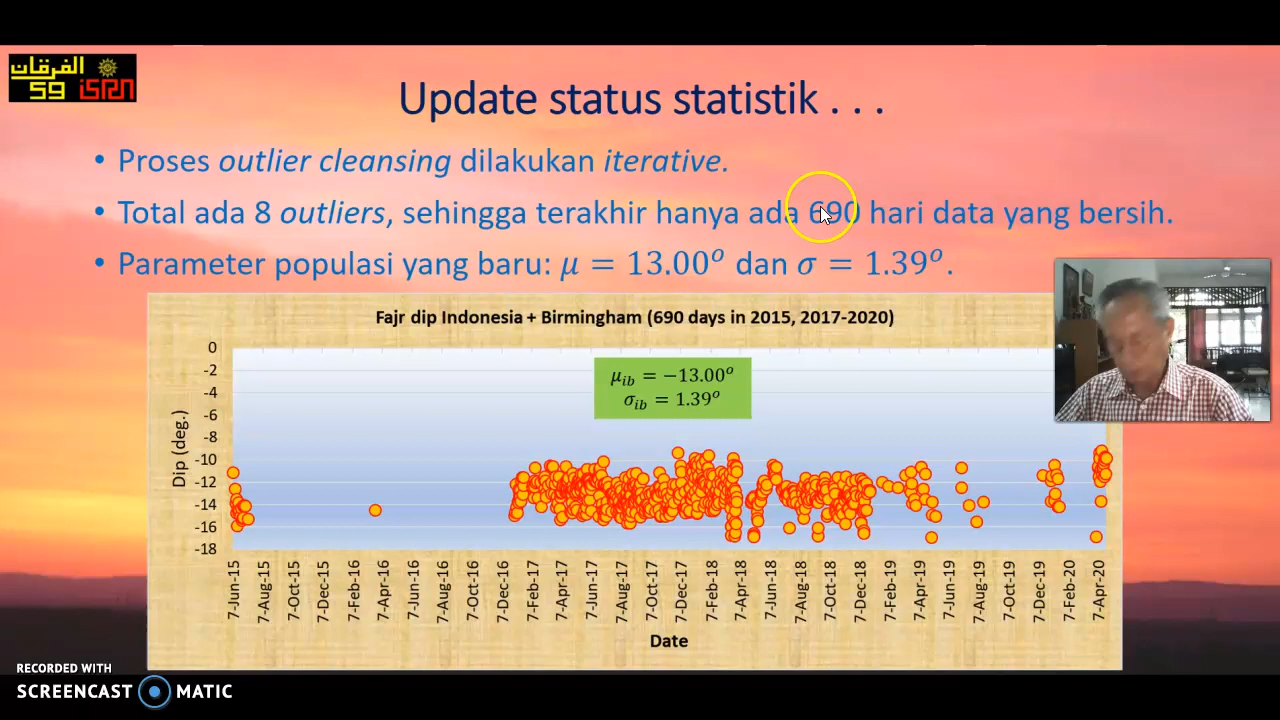 الفرقان
59 ISRN
Update status statistik . . .
• Proses outlier cleansing dilakukan iterative.
• Total ada 8 outliers, sehingga terakhir hanya ada 690 hari data yang bersih.
• Parameter populasi yang baru: μ = 13.00° dan σ = 1.39°.
Fajr dip Indonesia + Birmingham (690 days in 2015, 2017-2020)
μib = −13.00°
σib = 1.39°
Dip (deg.)
0
-2
-4
-6
-8
-10
-12
-14
-16
-18
7-Jun-15
7-Aug-15
7-Oct-15
7-Dec-15
7-Feb-16
7-Apr-16
7-Jun-16
7-Aug-16
7-Oct-16
7-Dec-16
7-Feb-17
7-Apr-17
7-Jun-17
7-Aug-17
7-Oct-17
7-Dec-17
7-Feb-18
7-Apr-18
7-Jun-18
7-Aug-18
7-Oct-18
7-Dec-18
7-Feb-19
7-Apr-19
7-Jun-19
7-Aug-19
7-Oct-19
7-Dec-19
7-Feb-20
7-Apr-20
Date
RECORDED WITH
SCREENCAST MATIC